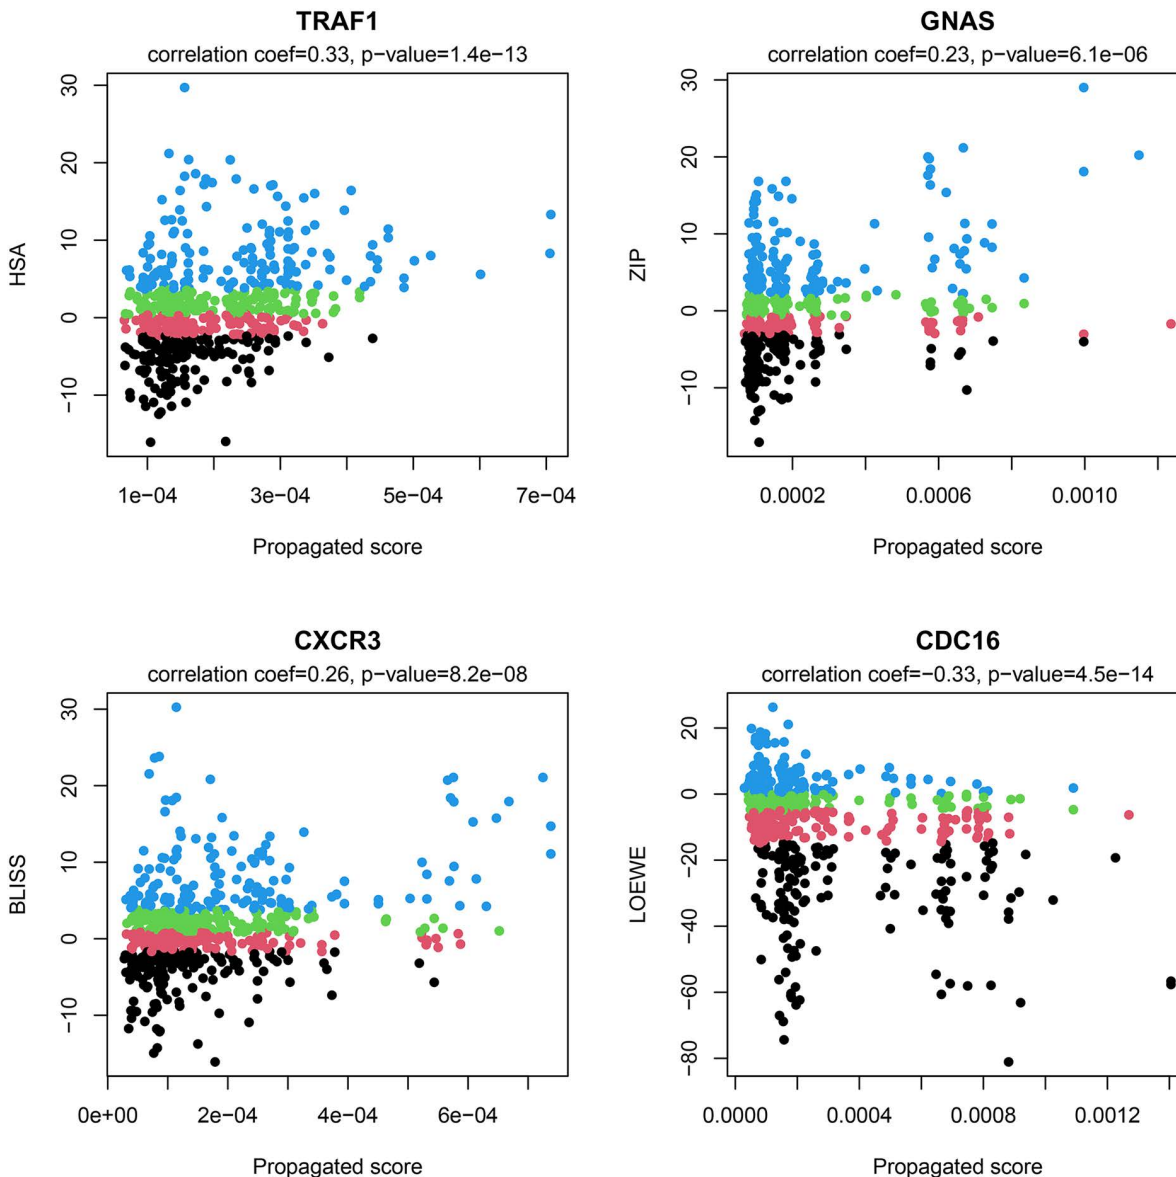 TRAF1
correlation coef=0.33, p−value=1.4e−13
HSA
30
20
10
0
−10
1e−04
3e−04
5e−04
7e−04
Propagated score
GNAS
correlation coef=0.23, p−value=6.1e−06
ZIP
30
20
10
0
−10
0.0002
0.0006
0.0010
Propagated score
CXCR3
correlation coef=0.26, p−value=8.2e−08
BLISS
30
20
10
0
−10
0e+00
2e−04
4e−04
6e−04
Propagated score
CDC16
correlation coef=−0.33, p−value=4.5e−14
LOEWE
20
0
−20
−40
−60
−80
0.0000
0.0004
0.0008
0.0012
Propagated score